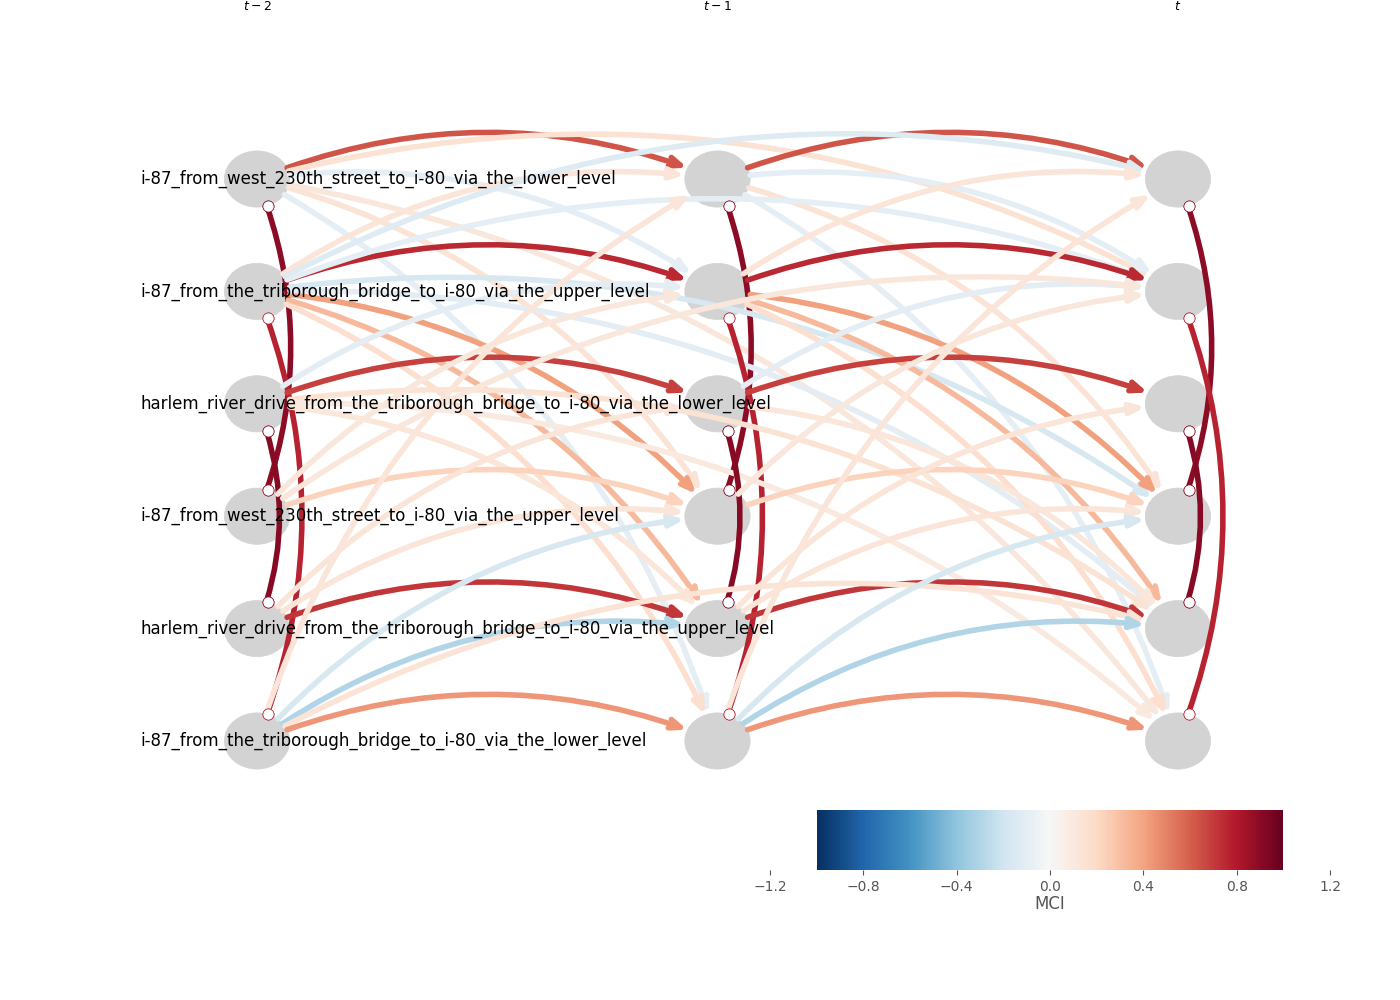 t − 2 t − 1 t
i-87_from_west_230th_street_to_i-80_via_the_lower_level
i-87_from_the_triborough_bridge_to_i-80_via_the_upper_level
harlem_river_drive_from_the_triborough_bridge_to_i-80_via_the_lower_level
i-87_from_west_230th_street_to_i-80_via_the_upper_level
harlem_river_drive_from_the_triborough_bridge_to_i-80_via_the_upper_level
i-87_from_the_triborough_bridge_to_i-80_via_the_lower_level
−1.2 −0.8 −0.4 0.0 0.4 0.8 1.2
MCI